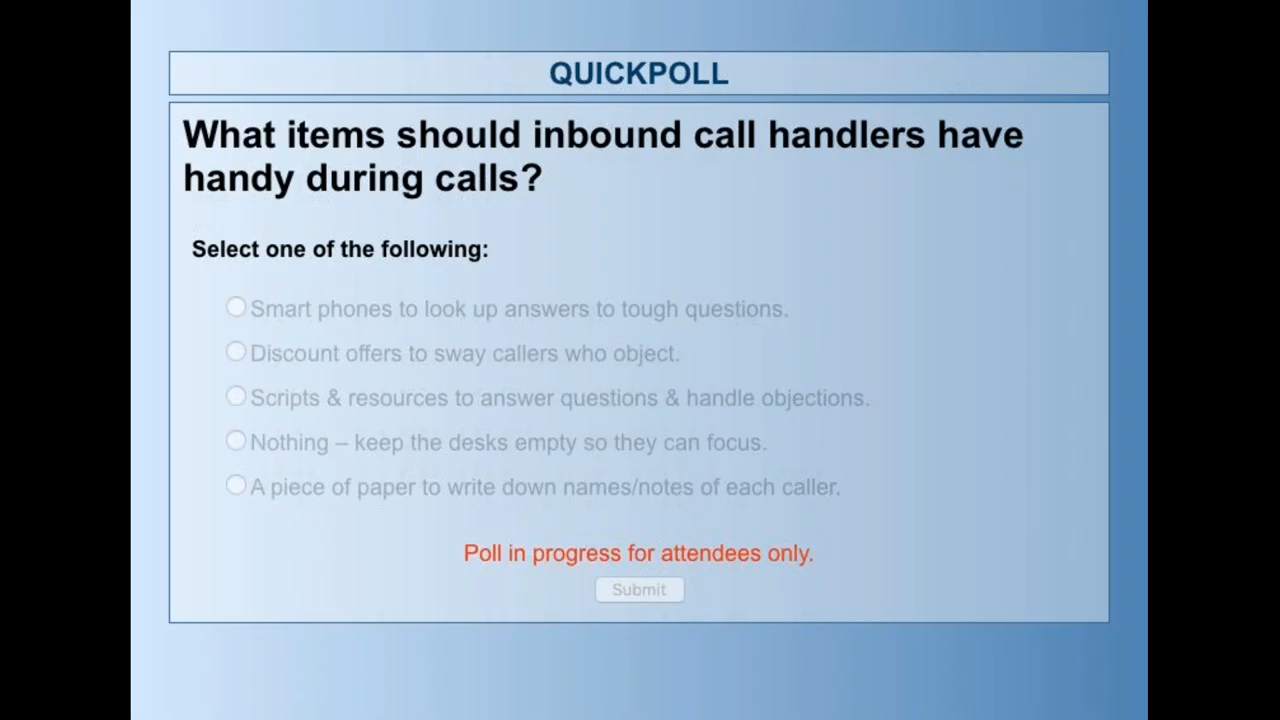 QUICKPOLL
What items should inbound call handlers have
handy during calls?
Select one of the following:
Smart phones to look up answers to tough questions.
Discount offers to sway callers who object.
Scripts & resources to answer questions & handle objections.
Nothing – keep the desks empty so they can focus.
A piece of paper to write down names/notes of each caller.
Poll in progress for attendees only.
Submit